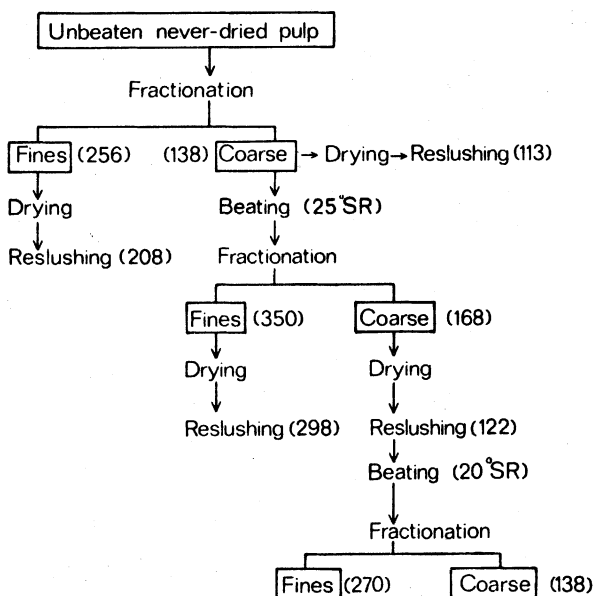 Unbeaten never-dried pulp
Fractionation
Fines (256) (138) Coarse Drying Reslushing (113)
Drying Beating (25°SR)
Reslushing (208) Fractionation
Fines (350) Coarse (168)
Drying Drying
Reslushing (298) Reslushing (122)
Beating (20°SR)
Fractionation
Fines (270) Coarse (138)